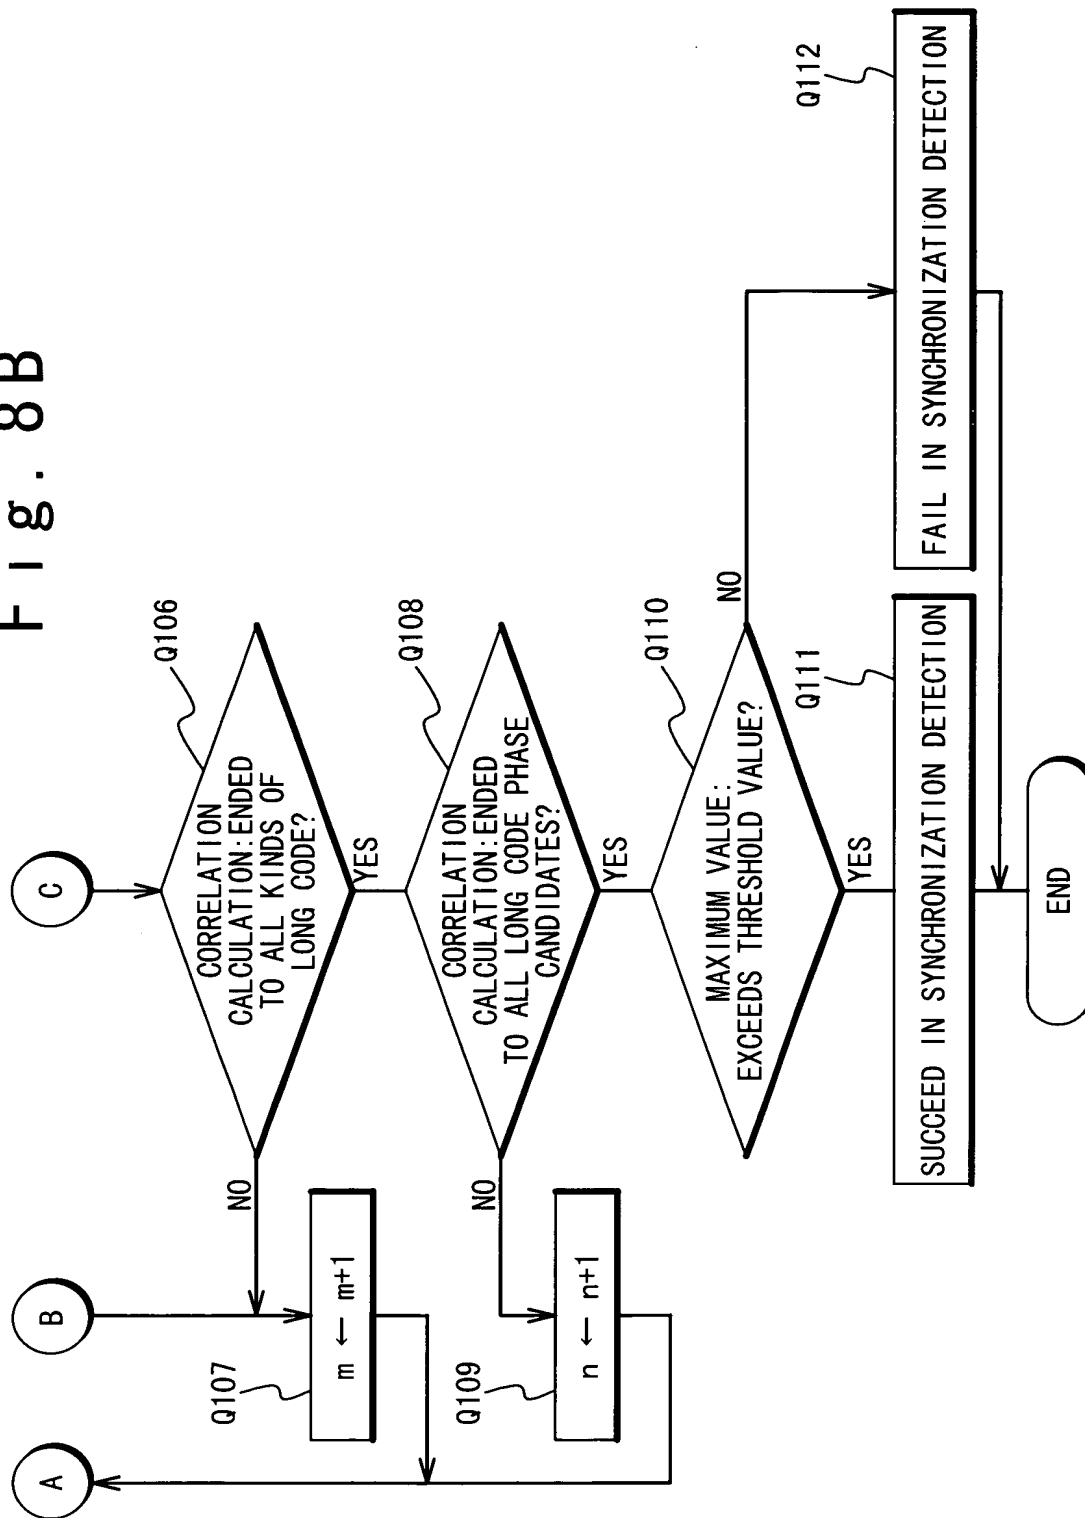 Fig. 8B
C
B
A
Q106
CORRELATION
CALCULATION:ENDED
TO ALL KINDS OF
LONG CODE?
NO
YES
Q107
m ← m+1
Q108
CORRELATION
CALCULATION:ENDED
TO ALL LONG CODE PHASE
CANDIDATES?
NO
YES
Q109
n ← n+1
Q110
MAXIMUM VALUE:
EXCEEDS THRESHOLD VALUE?
NO
YES
Q111
SUCCEED IN SYNCHRONIZATION DETECTION
Q112
FAIL IN SYNCHRONIZATION DETECTION
END